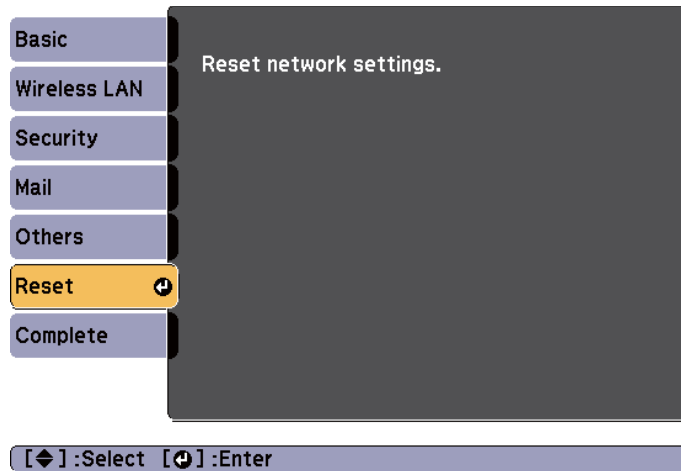 Basic
Reset network settings.
Wireless LAN
Security
Mail
Others
Reset
Complete
[◆] :Select [⏎] :Enter